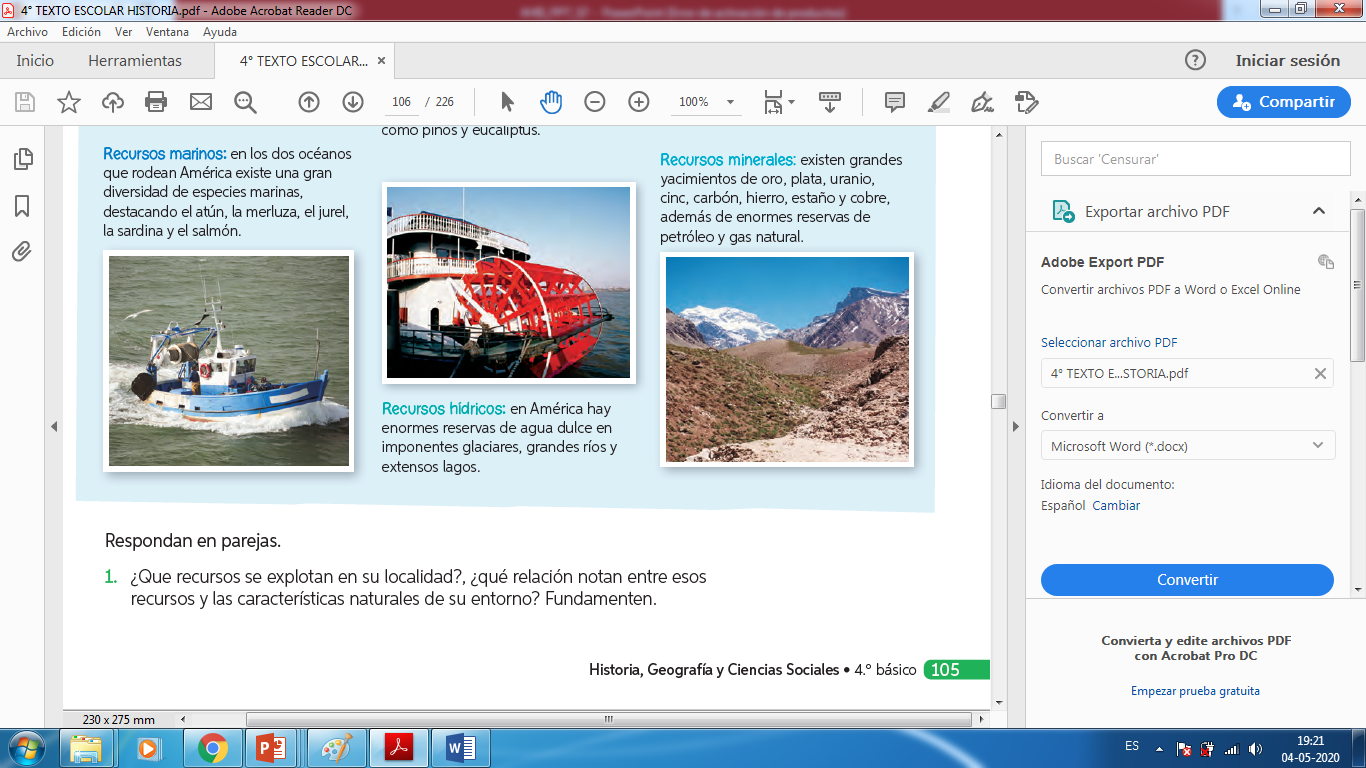 4° TEXTO ESCOLAR HISTORIA.pdf - Adobe Acrobat Reader DC
Archivo Edición Ver Ventana Ayuda
Inicio Herramientas 4° TEXTO ESCOLAR... × Iniciar sesión
106 / 226 100% Compartir
como pinos y eucaliptus.
Recursos marinos: en los dos océanos
que rodean América existe una gran
diversidad de especies marinas,
destacando el atún, la merluza, el jurel,
la sardina y el salmón.
Recursos hídricos: en América hay
enormes reservas de agua dulce en
imponentes glaciares, grandes ríos y
extensos lagos.
Recursos minerales: existen grandes
yacimientos de oro, plata, uranio,
cinc, carbón, hierro, estaño y cobre,
además de enormes reservas de
petróleo y gas natural.
Respondan en parejas.
1. ¿Que recursos se explotan en su localidad?, ¿qué relación notan entre esos
recursos y las características naturales de su entorno? Fundamenten.
Historia, Geografía y Ciencias Sociales • 4.º básico 105
230 x 275 mm
Buscar 'Censurar'
Exportar archivo PDF
Adobe Export PDF
Convertir archivos PDF a Word o Excel Online
Seleccionar archivo PDF
4° TEXTO E...STORIA.pdf
Convertir a
Microsoft Word (*.docx)
Idioma del documento:
Español Cambiar
Convertir
Convierta y edite archivos PDF
con Acrobat Pro DC
Empezar prueba gratuita
ES 19:21
04-05-2020